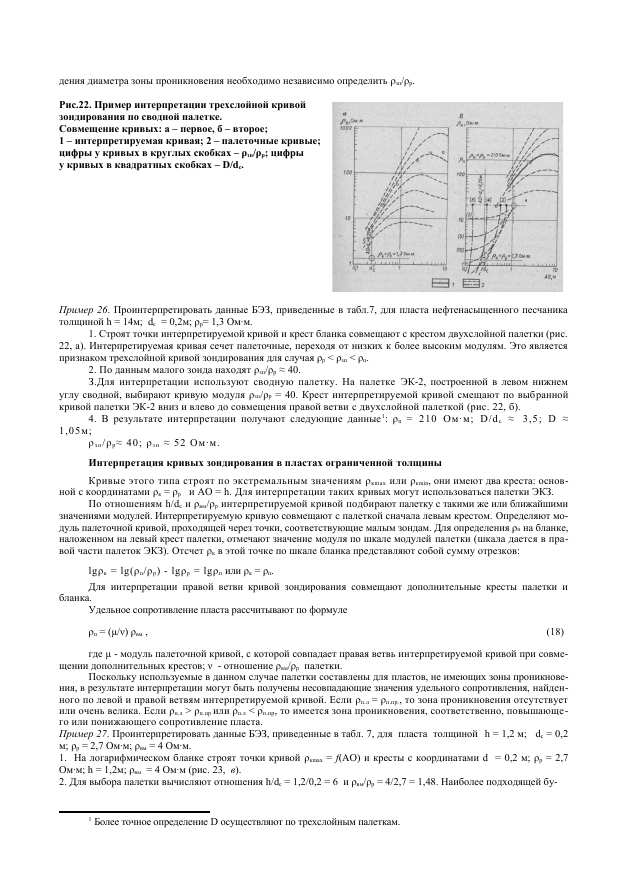 дения диаметра зоны проникновения необходимо независимо определить ρзп/ρр.
Рис.22. Пример интерпретации трехслойной кривой
зондирования по сводной палетке.
Совмещение кривых: а – первое, б – второе;
1 – интерпретируемая кривая; 2 – палеточные кривые;
цифры у кривых в круглых скобках – ρзп/ρр; цифры
у кривых в квадратных скобках – D/dс.
Пример 26. Проинтерпретировать данные БЭЗ, приведенные в табл.7, для пласта нефтенасыщенного песчаника
толщиной h = 14м; dс = 0,2м; ρр= 1,3 Ом·м.
1. Строят точки интерпретируемой кривой и крест бланка совмещают с крестом двухслойной палетки (рис.
22, а). Интерпретируемая кривая сечет палеточные, переходя от низких к более высоким модулям. Это является
признаком трехслойной кривой зондирования для случая ρр < ρзп < ρп.
2. По данным малого зонда находят ρзп/ρр ≈ 40.
3.Для интерпретации используют сводную палетку. На палетке ЭК-2, построенной в левом нижнем
углу сводной, выбирают кривую модуля ρзп/ρр = 40. Крест интерпретируемой кривой смещают по выбранной
кривой палетки ЭК-2 вниз и влево до совмещения правой ветви с двухслойной палеткой (рис. 22, б).
4. В результате интерпретации получают следующие данные1: ρп = 210 Ом·м; D/dс ≈ 3,5; D ≈
1,05м;
ρзп/ρр≈ 40; ρзп ≈ 52 Ом·м.
Интерпретация кривых зондирования в пластах ограниченной толщины
Кривые этого типа строят по экстремальным значениям ρкmax или ρкmin, они имеют два креста: основ-
ной с координатами ρк = ρр и АО = h. Для интерпретации таких кривых могут использоваться палетки ЭКЗ.
По отношениям h/dс и ρвм/ρр интерпретируемой кривой подбирают палетку с такими же или ближайшими
значениями модулей. Интерпретируемую кривую совмещают с палеткой сначала левым крестом. Определяют мо-
дуль палеточной кривой, проходящей через точки, соответствующие малым зондам. Для определения ρп на бланке,
наложенном на левый крест палетки, отмечают значение модуля по шкале модулей палетки (шкала дается в пра-
вой части палеток ЭКЗ). Отсчет ρк в этой точке по шкале бланка представляют собой сумму отрезков:
lgρк = lg(ρп/ρр) - lgρр = lgρп или ρк = ρп.
Для интерпретации правой ветви кривой зондирования совмещают дополнительные кресты палетки и
бланка.
Удельное сопротивление пласта рассчитывают по формуле
ρп = (μ/ν) ρвм , (18)
где μ - модуль палеточной кривой, с которой совпадает правая ветвь интерпретируемой кривой при совме-
щении дополнительных крестов; ν - отношение ρвм/ρр палетки.
Поскольку используемые в данном случае палетки составлены для пластов, не имеющих зоны проникнове-
ния, в результате интерпретации могут быть получены несовпадающие значения удельного сопротивления, найден-
ного по левой и правой ветвям интерпретируемой кривой. Если ρп.л = ρп.пр., то зона проникновения отсутствует
или очень велика. Если ρп.л > ρп.пр или ρп.л < ρп.пр, то имеется зона проникновения, соответственно, повышающе-
го или понижающего сопротивление пласта.
Пример 27. Проинтерпретировать данные БЭЗ, приведенные в табл. 7, для пласта толщиной h = 1,2 м; dс = 0,2
м; ρр = 2,7 Ом·м; ρвм = 4 Ом·м.
1. На логарифмическом бланке строят точки кривой ρкmax = f(АО) и кресты с координатами d = 0,2 м; ρр = 2,7
Ом·м; h = 1,2м; ρвм = 4 Ом·м (рис. 23, в).
2. Для выбора палетки вычисляют отношения h/dс = 1,2/0,2 = 6 и ρвм/ρр = 4/2,7 = 1,48. Наиболее подходящей бу-
1 Более точное определение D осуществляют по трехслойным палеткам.